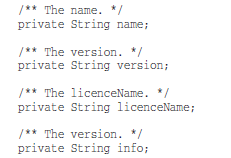 /** The name. */
private String name;
/** The version. */
private String version;
/** The licenceName. */
private String licenceName;
/** The version. */
private String info;